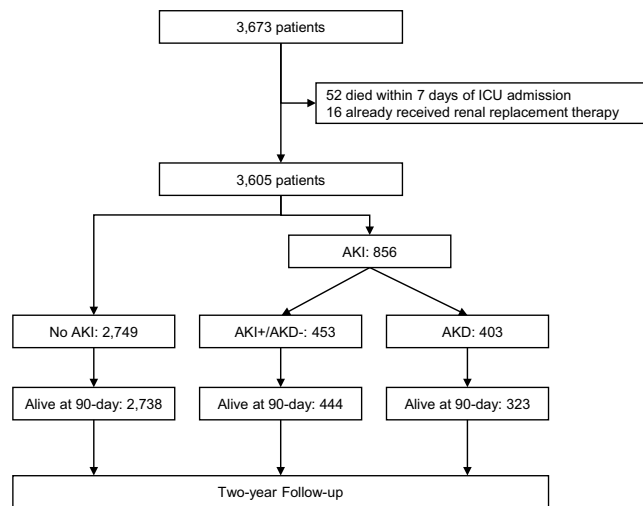 3,673 patients
52 died within 7 days of ICU admission
16 already received renal replacement therapy
3,605 patients
AKI: 856
No AKI: 2,749
AKI+/AKD-: 453
AKD: 403
Alive at 90-day: 2,738
Alive at 90-day: 444
Alive at 90-day: 323
Two-year Follow-up